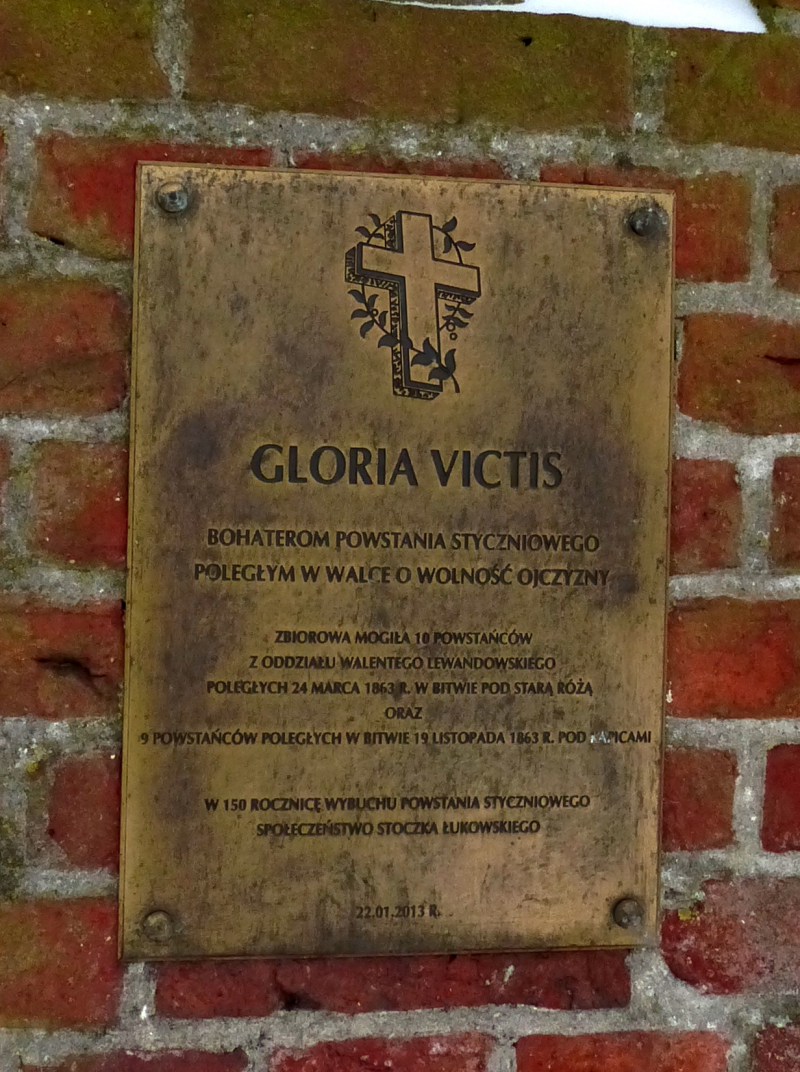 GLORIA VICTIS
BOHATEROM POWSTANIA STYCZNIOWEGO
POLEGŁYM W WALCE O WOLNOŚĆ OJCZYZNY
ZBIOROWA MOGIŁA 10 POWSTAŃCÓW
Z ODDZIAŁU WALENTEGO LEWANDOWSKIEGO
POLEGŁYCH 24 MARCA 1863 R. W BITWIE POD STARĄ RÓŻĄ
ORAZ
9 POWSTAŃCÓW POLEGŁYCH W BITWIE 19 LISTOPADA 1863 R. POD KAPICAMI
W 150 ROCZNICĘ WYBUCHU POWSTANIA STYCZNIOWEGO
SPOŁECZEŃSTWO STOCZKA ŁUKOWSKIEGO
22.01.2013 R.